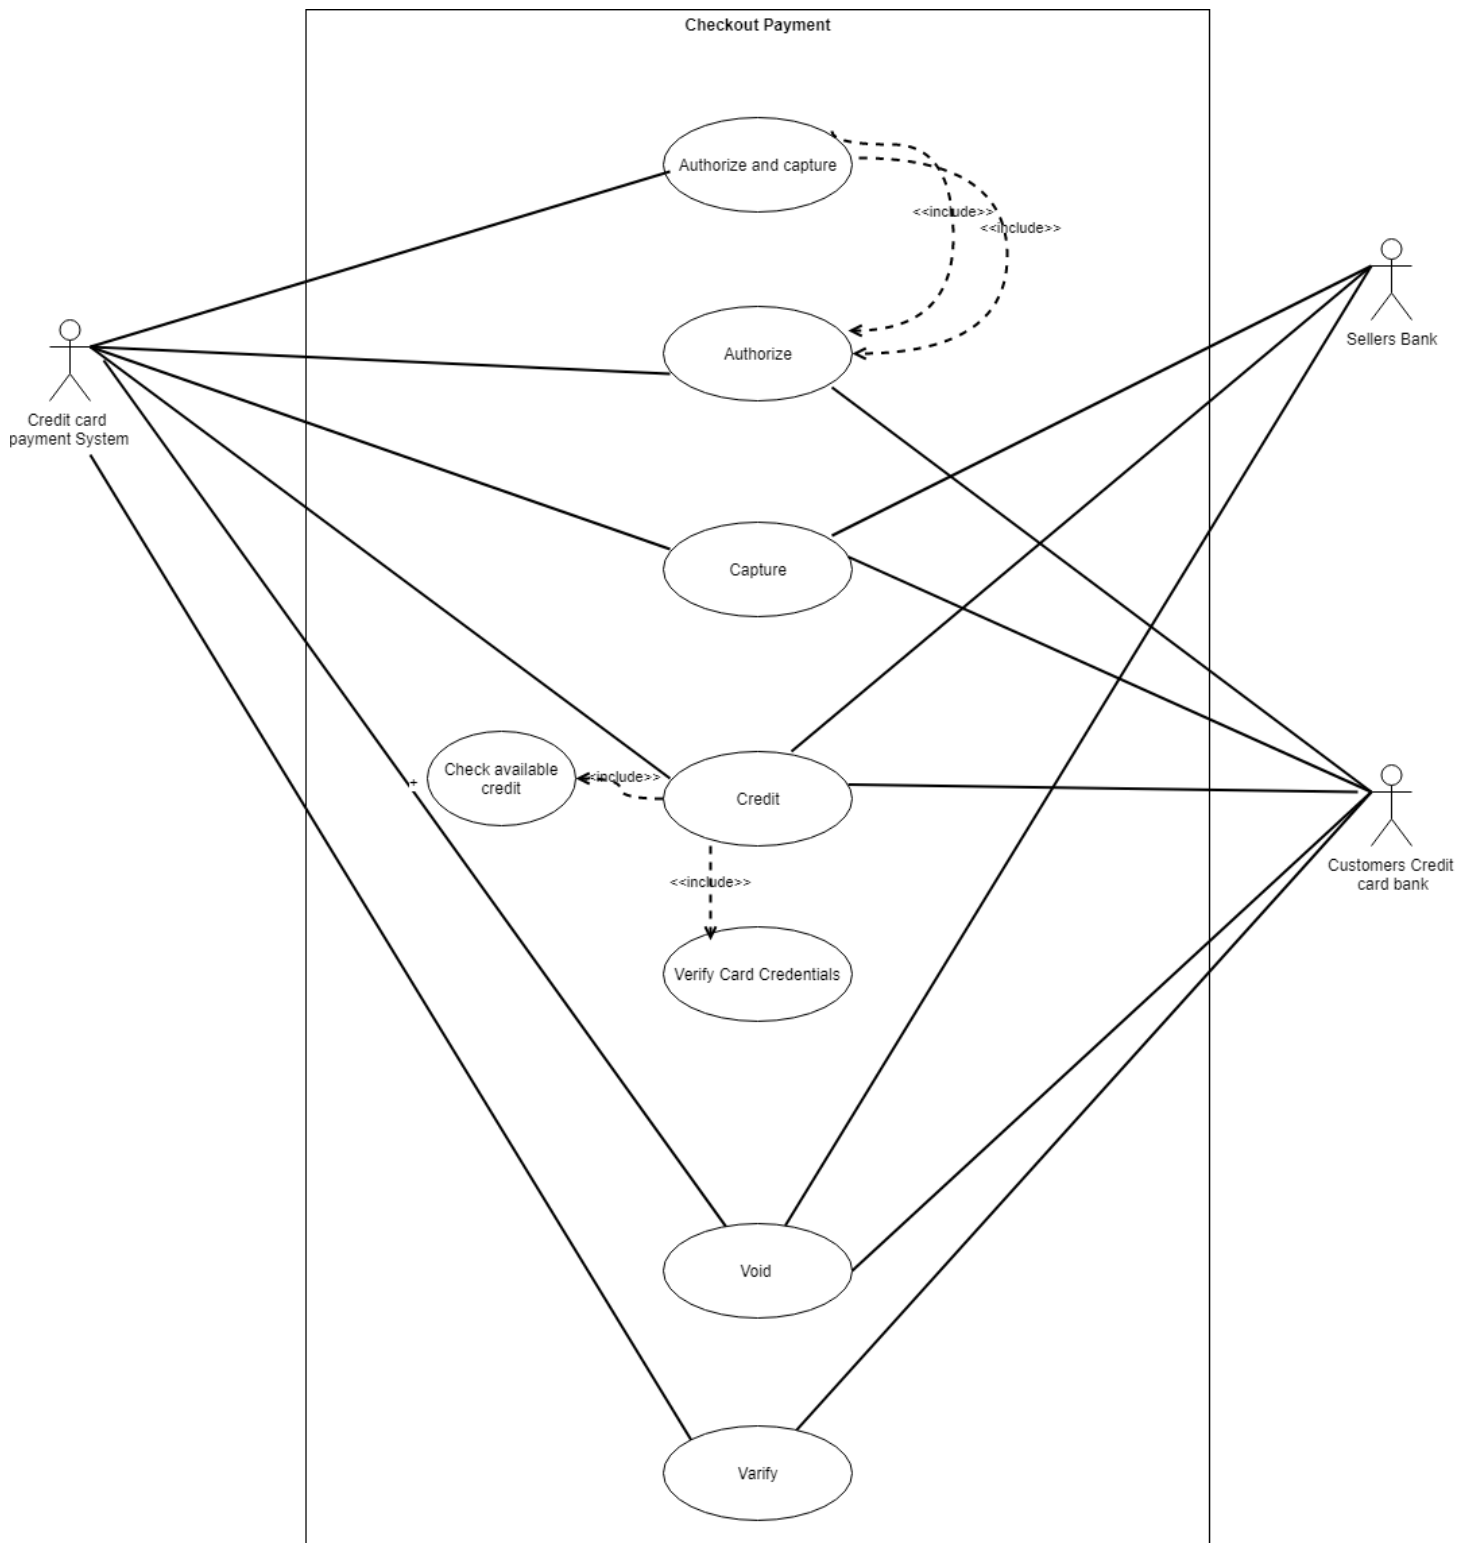 Checkout Payment
Authorize and capture
<<include>>
<<include>>
Sellers Bank
Authorize
Credit card
payment System
Capture
Check available
credit
<<include>>
+
Credit
Customers Credit
card bank
<<include>>
Verify Card Credentials
Void
Varify